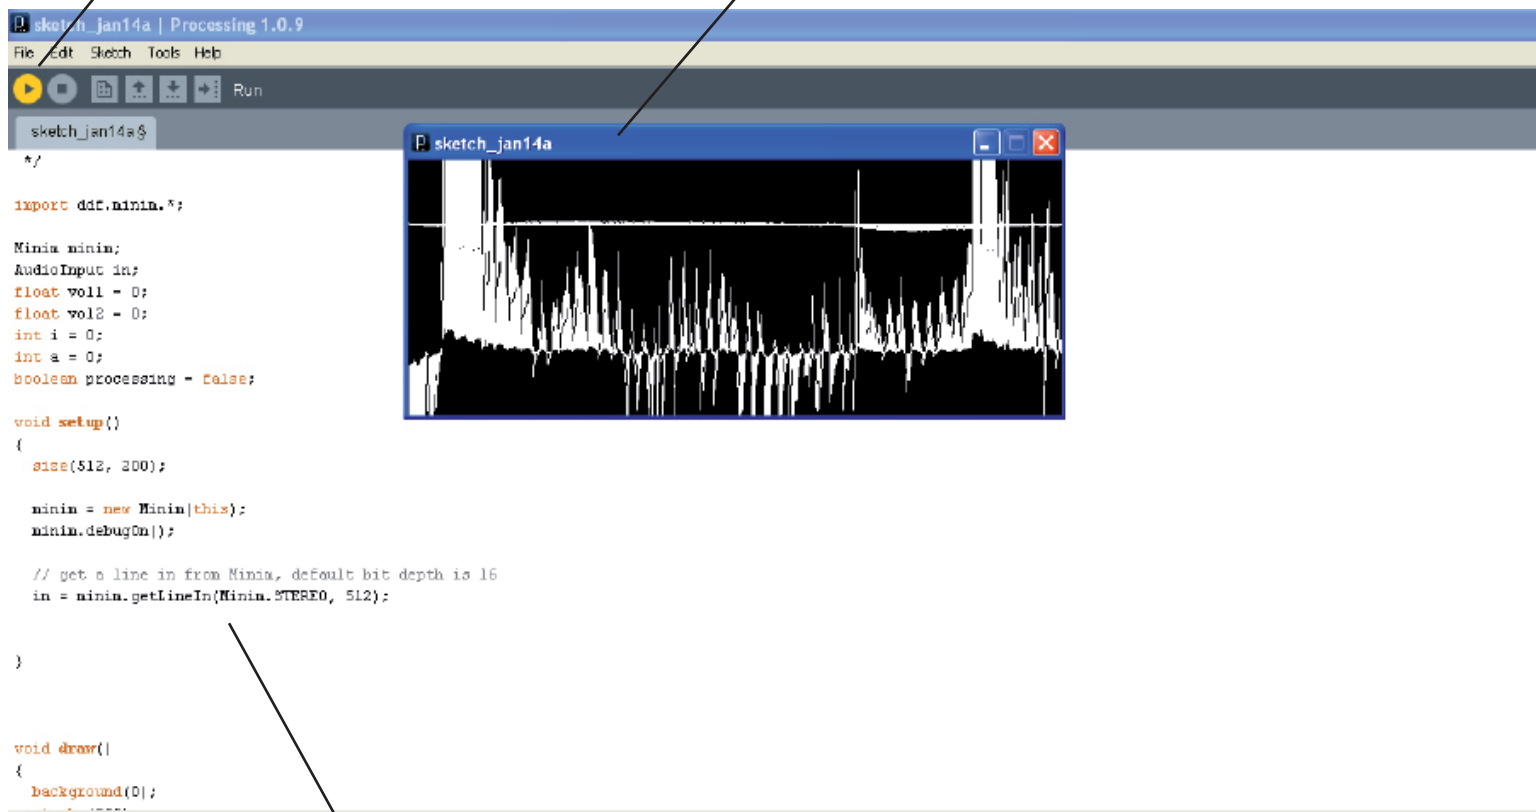 sketch_jan14a | Processing 1.0.9
File Edit Sketch Tools Help
Run
sketch_jan14a §
sketch_jan14a
*/
import ddf.minim.*;
Minim minim;
AudioInput in;
float vol1 = 0;
float vol2 = 0;
int i = 0;
int a = 0;
boolean processing = false;
void setup()
{
size(512, 200);
minim = new Minim(this);
minim.debugOn();
// get a line in from Minim, default bit depth is 16
in = minim.getLineIn(Minim.STEREO, 512);
}
void draw()
{
background(0);